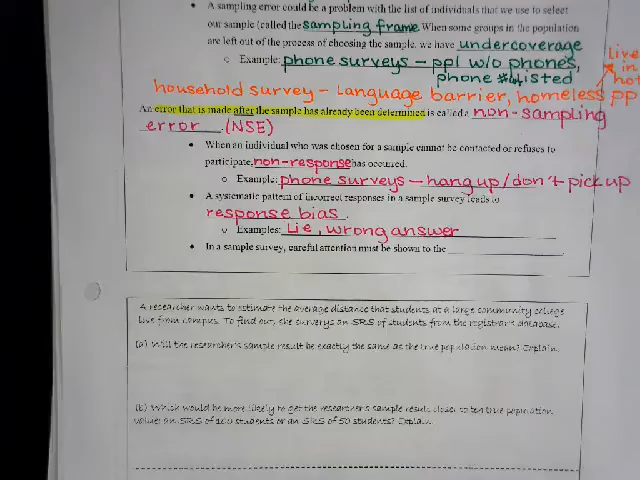 • A sampling error could be a problem with the list of individuals that we use to select
our sample (called the sampling frame. When some groups in the population
are left out of the process of choosing the sample, we have undercoverage
○ Example: phone surveys - ppl w/o phones,
phone # listed
live
in
household survey - Language barrier, homeless pp
An error that is made after the sample has already been determined is called a non-sampling
error. (NSE)
• When an individual who was chosen for a sample cannot be contacted or refuses to
participate, non-response has occurred.
○ Example: phone surveys - hang up/don't pick up
• A systematic pattern of incorrect responses in a sample survey leads to
response bias.
○ Examples: Lie, wrong answer
• In a sample survey, careful attention must be shown to the
A researcher wants to estimate the average distance that students at a large community college
live from campus. To find out, she surveys an SRS of students from the registrar's database.
(a) Will the researcher's sample result be exactly the same as the true population mean? Explain.
(b) Which would be more likely to get the researcher's sample result closer to the true population
value: an SRS of 100 students or an SRS of 50 students? Explain.